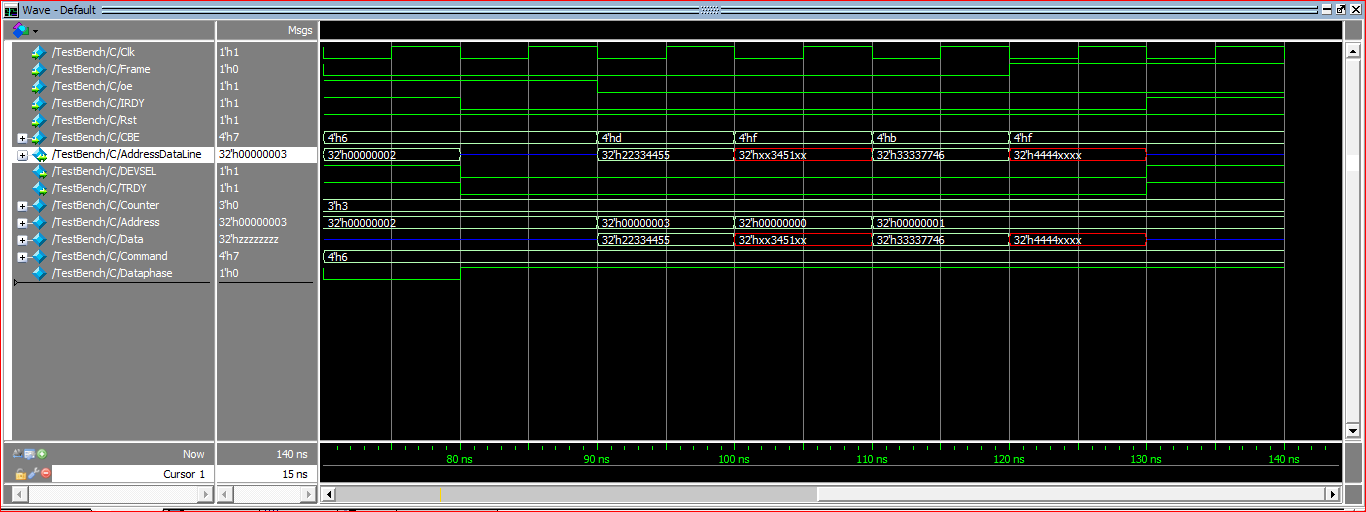 Wave - Default
Msgs
/TestBench/C/Clk 1'h1
/TestBench/C/Frame 1'h0
/TestBench/C/oe 1'h1
/TestBench/C/IRDY 1'h1
/TestBench/C/Rst 1'h1
/TestBench/C/CBE 4'h7 4'h6 4'hd 4'hf 4'hb 4'hf
/TestBench/C/AddressDataLine 32'h00000003 32'h00000002 32'h22334455 32'hxx3451xx 32'h33337746 32'h4444xxxx
/TestBench/C/DEVSEL 1'h1
/TestBench/C/TRDY 1'h1
/TestBench/C/Counter 3'h0 3'h3
/TestBench/C/Address 32'h00000003 32'h00000002 32'h00000003 32'h00000000 32'h00000001
/TestBench/C/Data 32'hzzzzzzzz 32'h22334455 32'hxx3451xx 32'h33337746 32'h4444xxxx
/TestBench/C/Command 4'h7 4'h6
/TestBench/C/Dataphase 1'h0
Now 140 ns 80 ns 90 ns 100 ns 110 ns 120 ns 130 ns 140 ns
Cursor 1 15 ns